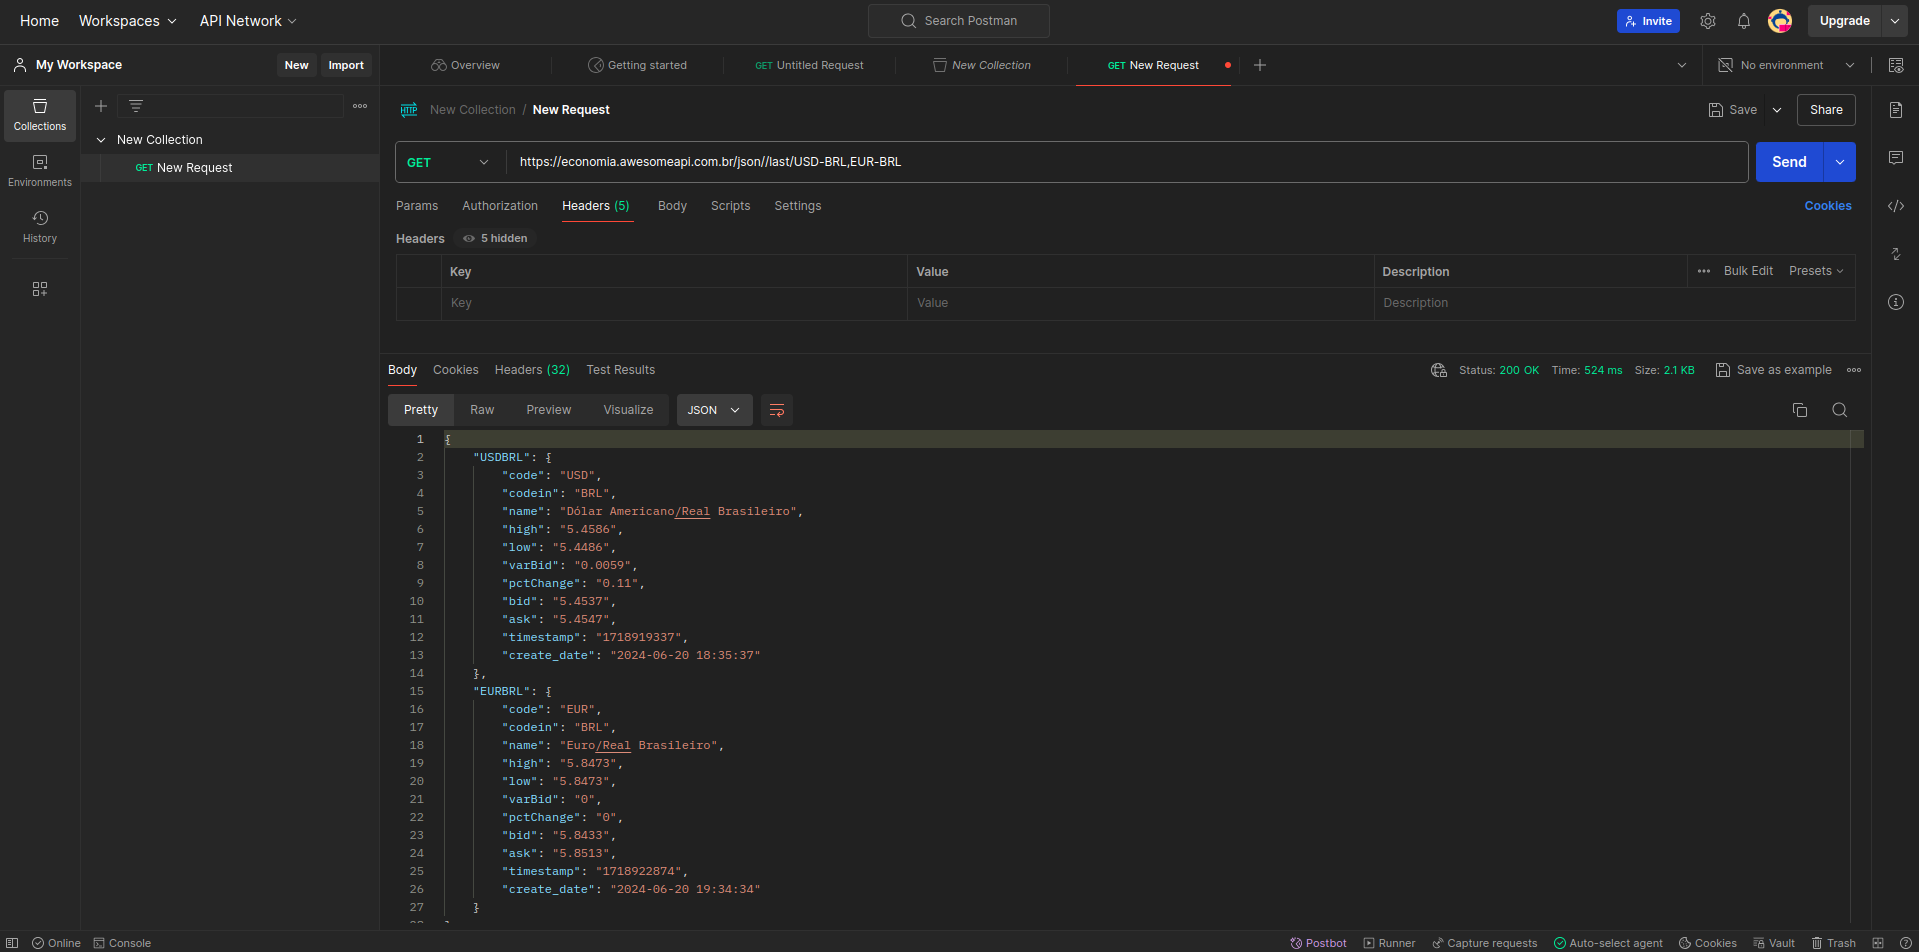 Home Workspaces API Network Search Postman Invite Upgrade
My Workspace New Import Overview Getting started GET Untitled Request New Collection GET New Request No environment
Collections
Environments
History
New Collection
GET New Request
HTTP New Collection / New Request Save Share
GET https://economia.awesomeapi.com.br/json//last/USD-BRL,EUR-BRL Send
Params Authorization Headers (5) Body Scripts Settings Cookies
Headers 5 hidden
Key Value Description Bulk Edit Presets
Key Value Description
Body Cookies Headers (32) Test Results Status: 200 OK Time: 524 ms Size: 2.1 KB Save as example
Pretty Raw Preview Visualize JSON
1 {
2 "USDBRL": {
3 "code": "USD",
4 "codein": "BRL",
5 "name": "Dólar Americano/Real Brasileiro",
6 "high": "5.4586",
7 "low": "5.4486",
8 "varBid": "0.0059",
9 "pctChange": "0.11",
10 "bid": "5.4537",
11 "ask": "5.4547",
12 "timestamp": "1718919337",
13 "create_date": "2024-06-20 18:35:37"
14 },
15 "EURBRL": {
16 "code": "EUR",
17 "codein": "BRL",
18 "name": "Euro/Real Brasileiro",
19 "high": "5.8473",
20 "low": "5.8473",
21 "varBid": "0",
22 "pctChange": "0",
23 "bid": "5.8433",
24 "ask": "5.8513",
25 "timestamp": "1718922874",
26 "create_date": "2024-06-20 19:34:34"
27 }
Online Console Postbot Runner Capture requests Auto-select agent Cookies Vault Trash